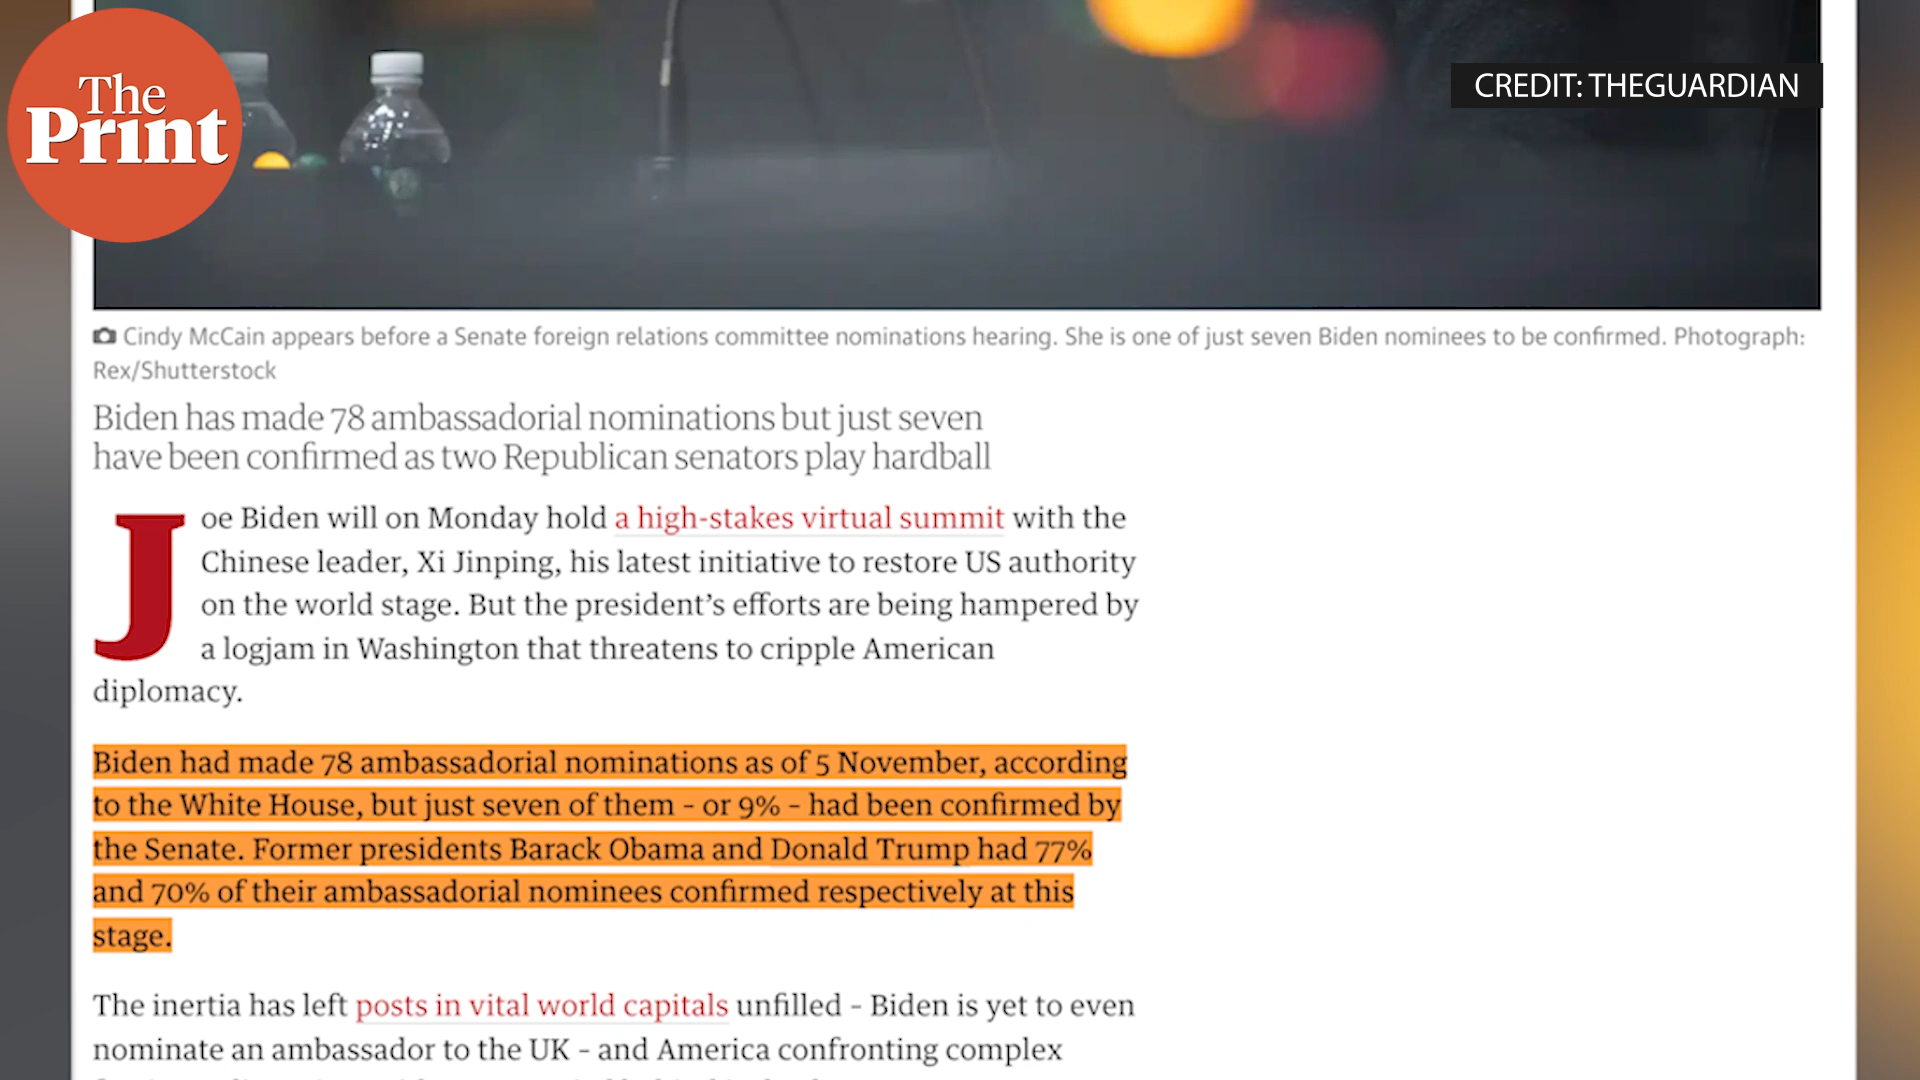 The
Print
CREDIT: THEGUARDIAN
Cindy McCain appears before a Senate foreign relations committee nominations hearing. She is one of just seven Biden nominees to be confirmed. Photograph:
Rex/Shutterstock
Biden has made 78 ambassadorial nominations but just seven
have been confirmed as two Republican senators play hardball
Joe Biden will on Monday hold a high-stakes virtual summit with the
Chinese leader, Xi Jinping, his latest initiative to restore US authority
on the world stage. But the president’s efforts are being hampered by
a logjam in Washington that threatens to cripple American
diplomacy.
Biden had made 78 ambassadorial nominations as of 5 November, according
to the White House, but just seven of them – or 9% – had been confirmed by
the Senate. Former presidents Barack Obama and Donald Trump had 77%
and 70% of their ambassadorial nominees confirmed respectively at this
stage.
The inertia has left posts in vital world capitals unfilled – Biden is yet to even
nominate an ambassador to the UK – and America confronting complex